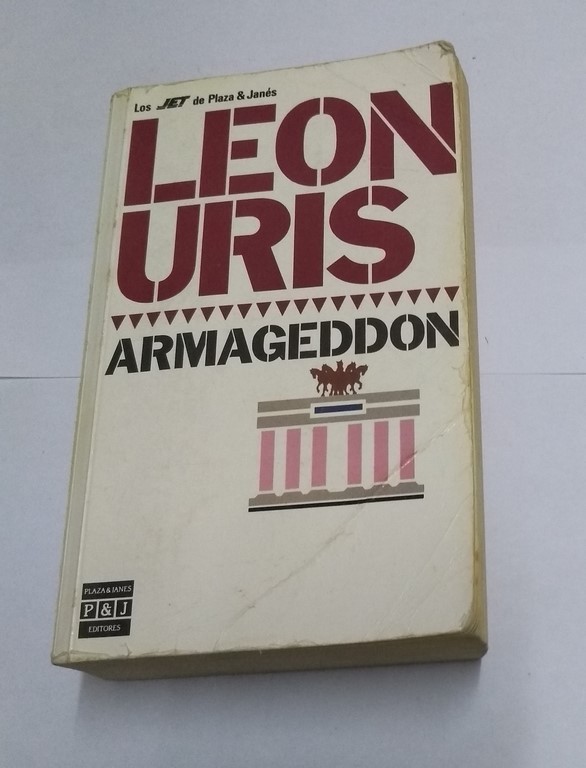 Los JET de Plaza & Janés
LEON
URIS
ARMAGEDDON
PLAZA & JANES
P & J
EDITORES